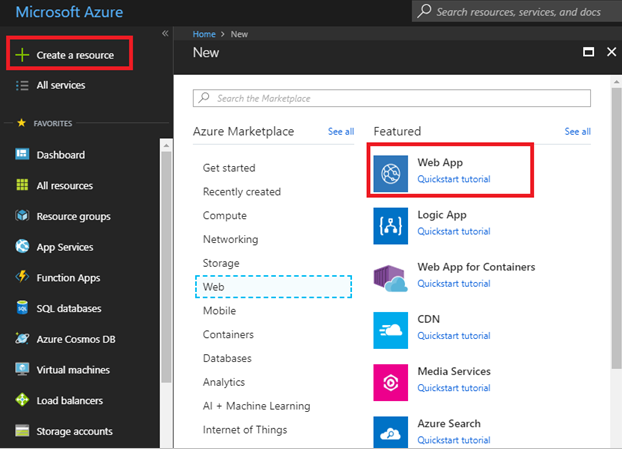 Microsoft Azure
Search resources, services, and docs
Create a resource
All services
FAVORITES
Dashboard
All resources
Resource groups
App Services
Function Apps
SQL databases
Azure Cosmos DB
Virtual machines
Load balancers
Storage accounts
Home > New
New
Search the Marketplace
Azure Marketplace See all
Get started
Recently created
Compute
Networking
Storage
Web
Mobile
Containers
Databases
Analytics
AI + Machine Learning
Internet of Things
Featured See all
Web App
Quickstart tutorial
Logic App
Quickstart tutorial
Web App for Containers
Quickstart tutorial
CDN
Quickstart tutorial
Media Services
Quickstart tutorial
Azure Search
Quickstart tutorial